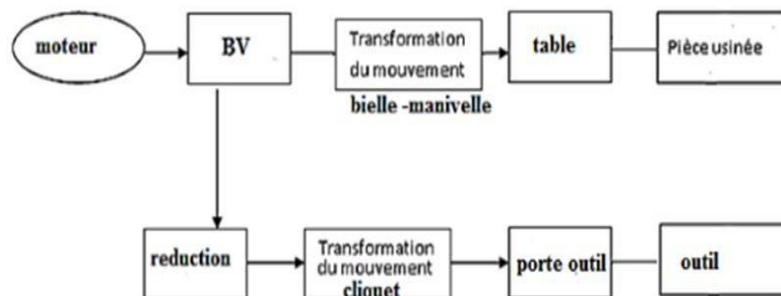 moteur
BV
Transformation
du mouvement
bielle -manivelle
table
Pièce usinée
reduction
Transformation
du mouvement
cliquet
porte outil
outil